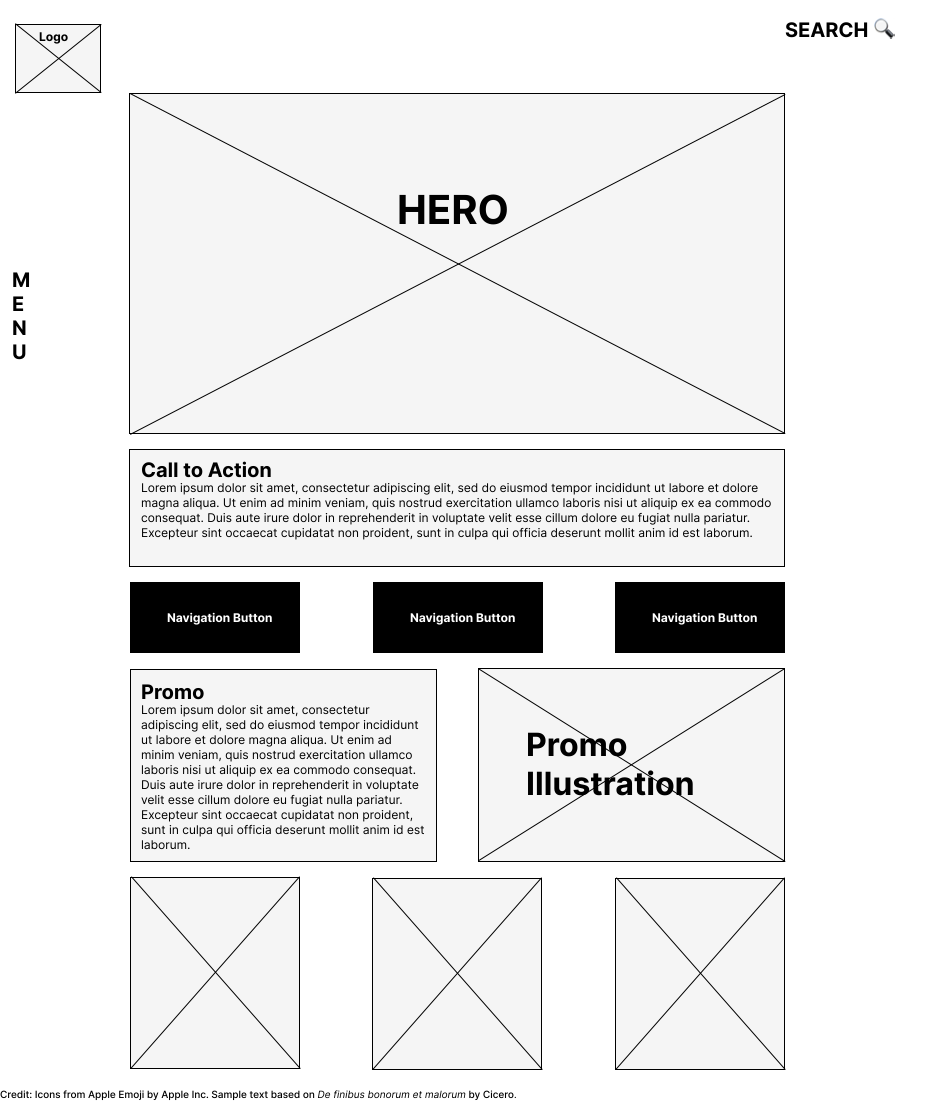 Logo
SEARCH 🔍
HERO
M
E
N
U
Call to Action
Lorem ipsum dolor sit amet, consectetur adipiscing elit, sed do eiusmod tempor incididunt ut labore et dolore
magna aliqua. Ut enim ad minim veniam, quis nostrud exercitation ullamco laboris nisi ut aliquip ex ea commodo
consequat. Duis aute irure dolor in reprehenderit in voluptate velit esse cillum dolore eu fugiat nulla pariatur.
Excepteur sint occaecat cupidatat non proident, sunt in culpa qui officia deserunt mollit anim id est laborum.
Navigation Button
Navigation Button
Navigation Button
Promo
Lorem ipsum dolor sit amet, consectetur
adipiscing elit, sed do eiusmod tempor incididunt
ut labore et dolore magna aliqua. Ut enim ad
minim veniam, quis nostrud exercitation ullamco
laboris nisi ut aliquip ex ea commodo consequat.
Duis aute irure dolor in reprehenderit in voluptate
velit esse cillum dolore eu fugiat nulla pariatur.
Excepteur sint occaecat cupidatat non proident,
sunt in culpa qui officia deserunt mollit anim id est
laborum.
Promo
Illustration
Credit: Icons from Apple Emoji by Apple Inc. Sample text based on De finibus bonorum et malorum by Cicero.